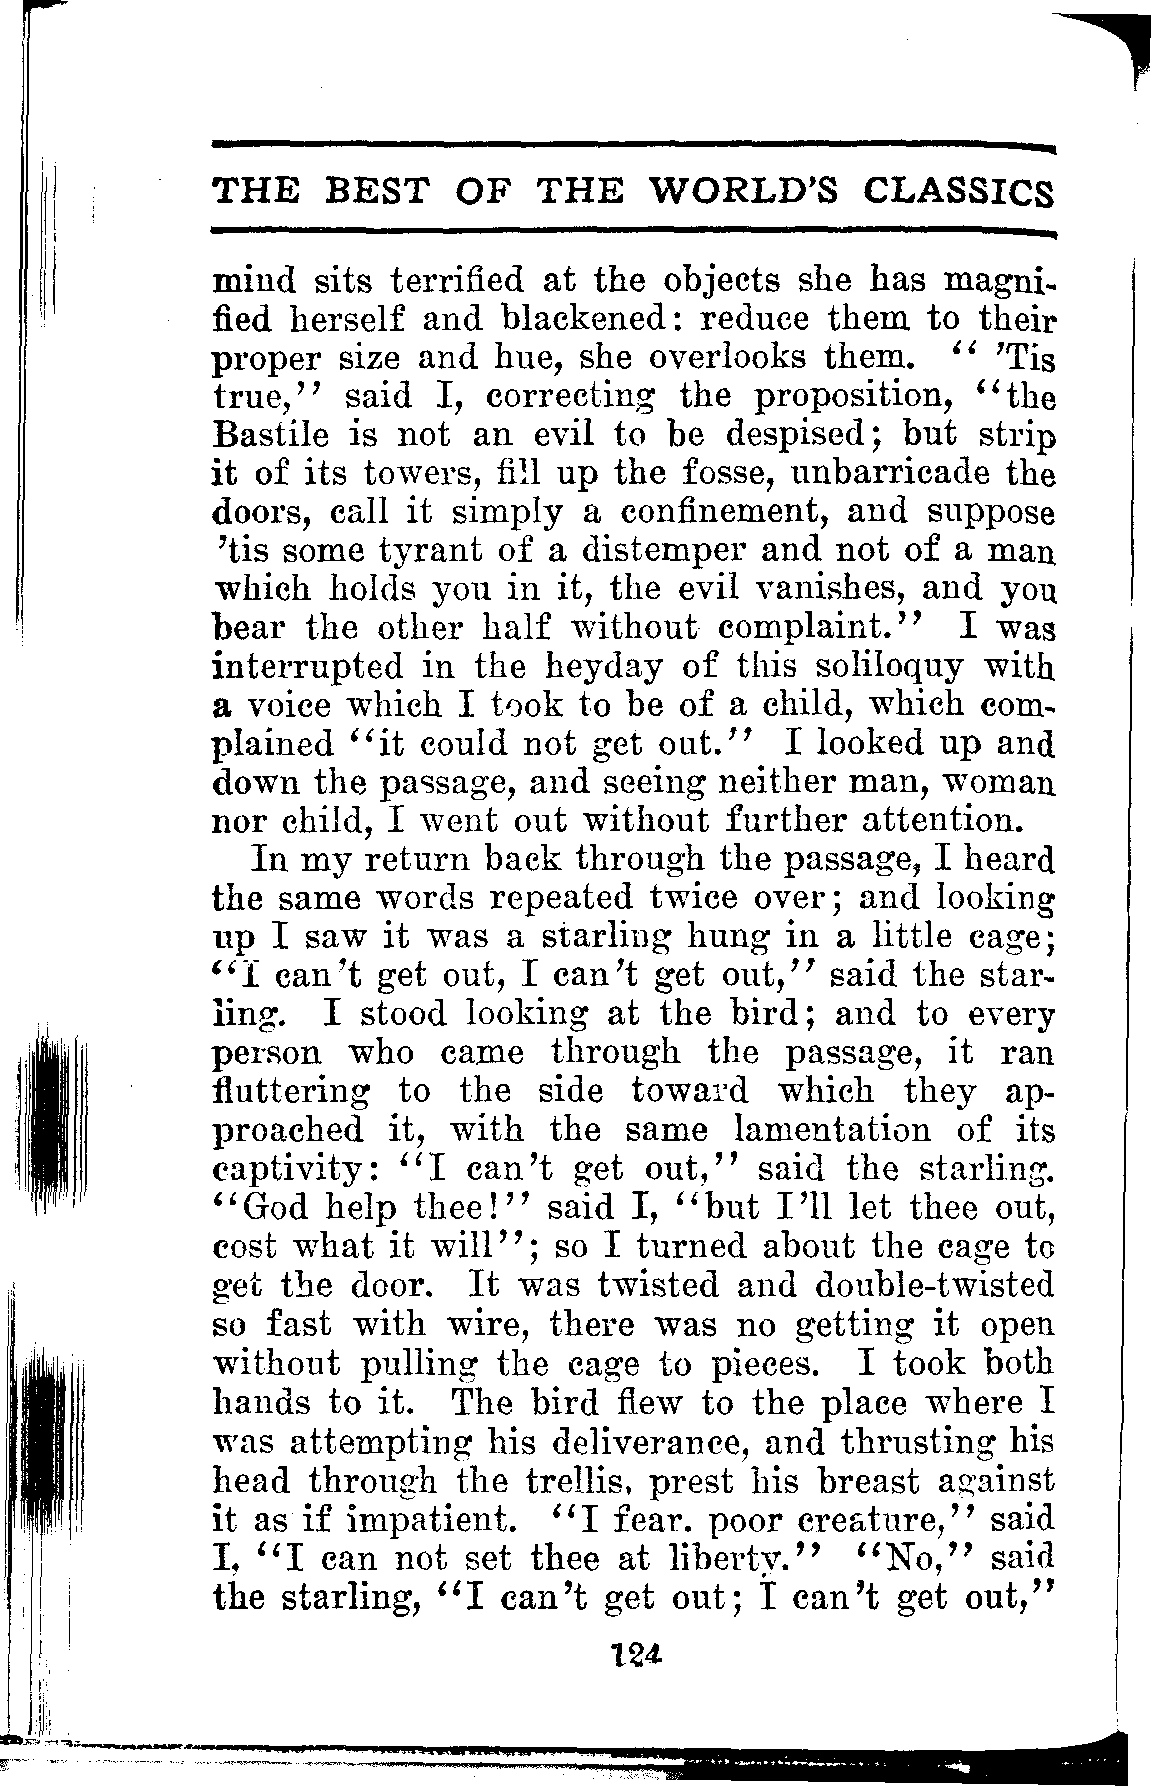 THE BEST OF THE WORLD'S CLASSICS
mind sits terrified at the objects she has magni-
fied herself and blackened: reduce them to their
proper size and hue, she overlooks them. “ ’Tis
true,” said I, correcting the proposition, “the
Bastile is not an evil to be despised; but strip
it of its towers, fill up the fosse, unbarricade the
doors, call it simply a confinement, and suppose
’tis some tyrant of a distemper and not of a man
which holds you in it, the evil vanishes, and you
bear the other half without complaint.” I was
interrupted in the heyday of this soliloquy with
a voice which I took to be of a child, which com-
plained “it could not get out.” I looked up and
down the passage, and seeing neither man, woman
nor child, I went out without further attention.
In my return back through the passage, I heard
the same words repeated twice over; and looking
up I saw it was a starling hung in a little cage;
“I can’t get out, I can’t get out,” said the star-
ling. I stood looking at the bird; and to every
person who came through the passage, it ran
fluttering to the side toward which they ap-
proached it, with the same lamentation of its
captivity: “I can’t get out,” said the starling.
“God help thee!” said I, “but I’ll let thee out,
cost what it will”; so I turned about the cage to
get the door. It was twisted and double-twisted
so fast with wire, there was no getting it open
without pulling the cage to pieces. I took both
hands to it. The bird flew to the place where I
was attempting his deliverance, and thrusting his
head through the trellis, prest his breast against
it as if impatient. “I fear. poor creature,” said
I, “I can not set thee at liberty.” “No,” said
the starling, “I can’t get out; I can’t get out,”
124